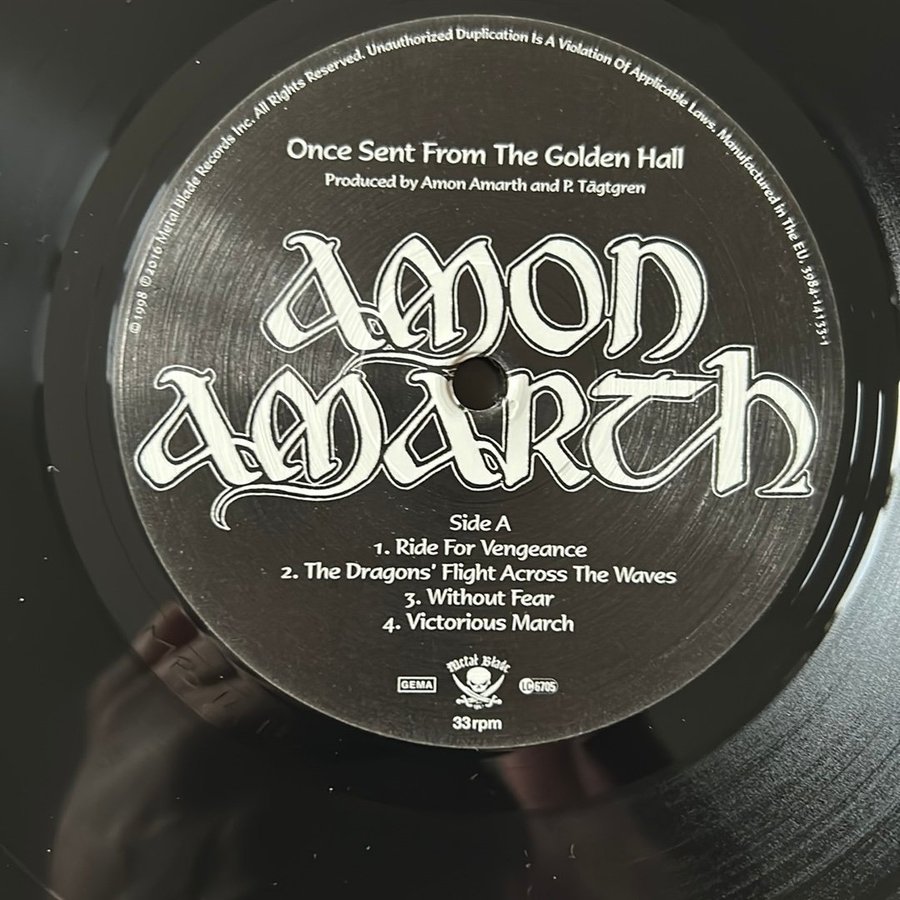 © 1998 ℗ 2016 Metal Blade Records Inc. All Rights Reserved. Unauthorized Duplication Is A Violation Of Applicable Laws. Manufactured in The EU. 3984-14133-1
Once Sent From The Golden Hall
Produced by Amon Amarth and P. Tägtgren
AMON
AMARTH
Side A
1. Ride For Vengeance
2. The Dragons' Flight Across The Waves
3. Without Fear
4. Victorious March
GEMA
Metal Blade
LC 6705
33rpm